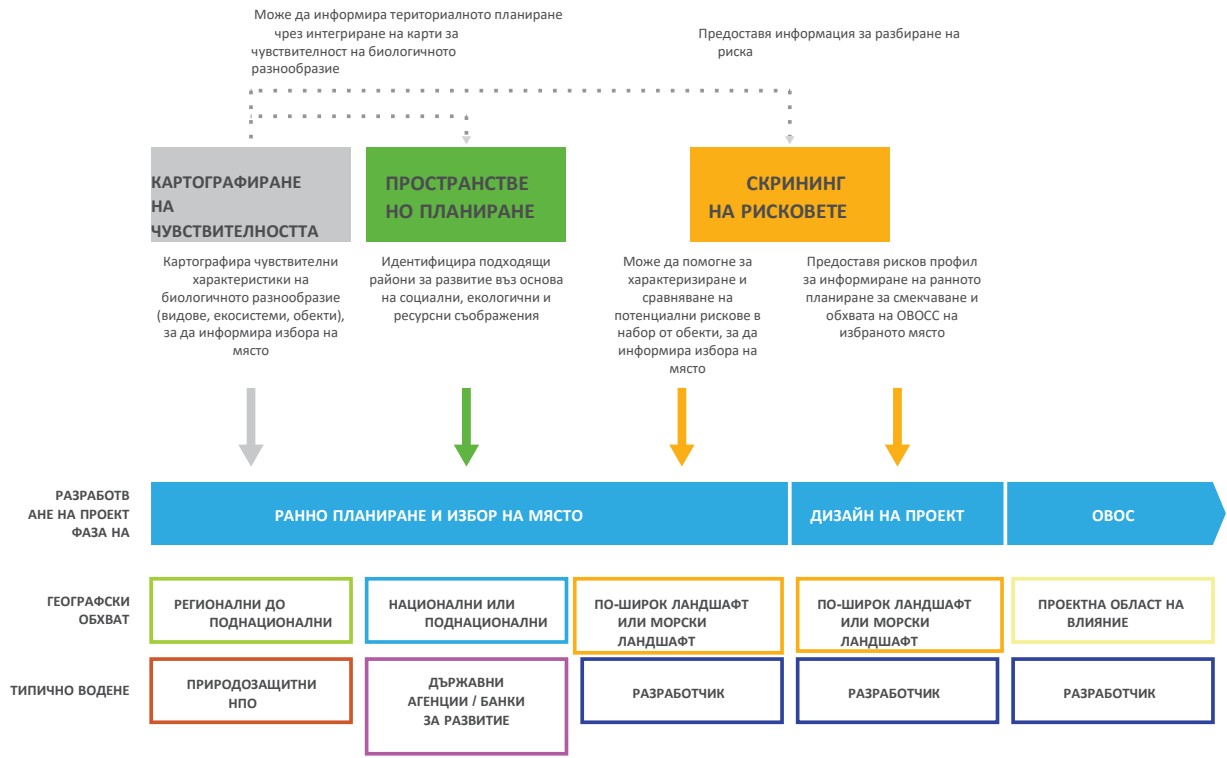 Може да информира териториалното планиране
чрез интегриране на карти за
чувствителност на биологичното
разнообразие
Предоставя информация за разбиране на
риска
КАРТОГРАФИРАНЕ
НА
ЧУВСТВИТЕЛНОСТТА
ПРОСТРАНСТВЕ
НО ПЛАНИРАНЕ
СКРИНИНГ
НА РИСКОВЕТЕ
Картографира чувствителни
характеристики на
биологичното разнообразие
(видове, екосистеми, обекти),
за да информира избора на
място
Идентифицира подходящи
райони за развитие въз основа
на социални, екологични и
ресурсни съображения
Може да помогне за
характеризиране и
сравняване на
потенциални рискове в
набор от обекти, за да
информира избора на
място
Предоставя рисков профил
за информиране на ранното
планиране за смекчаване и
обхвата на ОВОСС на
избраното място
РАЗРАБОТВ
АНЕ НА ПРОЕКТ
ФАЗА НА
РАННО ПЛАНИРАНЕ И ИЗБОР НА МЯСТО
ДИЗАЙН НА ПРОЕКТ
ОВОС
ГЕОГРАФСКИ
ОБХВАТ
РЕГИОНАЛНИ ДО
ПОДНАЦИОНАЛНИ
НАЦИОНАЛНИ ИЛИ
ПОДНАЦИОНАЛНИ
ПО-ШИРОК ЛАНДШАФТ
ИЛИ МОРСКИ
ЛАНДШАФТ
ПО-ШИРОК ЛАНДШАФТ
ИЛИ МОРСКИ
ЛАНДШАФТ
ПРОЕКТНА ОБЛАСТ НА
ВЛИЯНИЕ
ТИПИЧНО ВОДЕНЕ
ПРИРОДОЗАЩИТНИ
НПО
ДЪРЖАВНИ
АГЕНЦИИ / БАНКИ
ЗА РАЗВИТИЕ
РАЗРАБОТЧИК
РАЗРАБОТЧИК
РАЗРАБОТЧИК